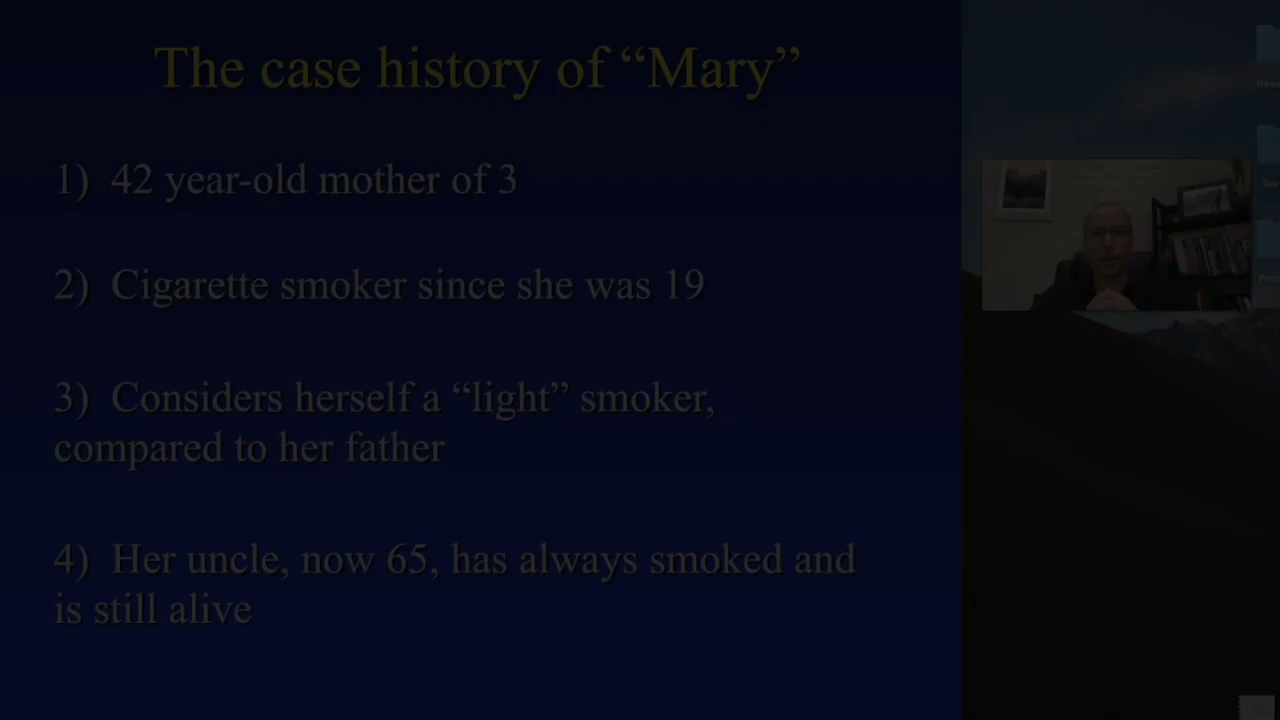 The case history of “Mary”
1) 42 year-old mother of 3
2) Cigarette smoker since she was 19
3) Considers herself a “light” smoker,
compared to her father
4) Her uncle, now 65, has always smoked and
is still alive